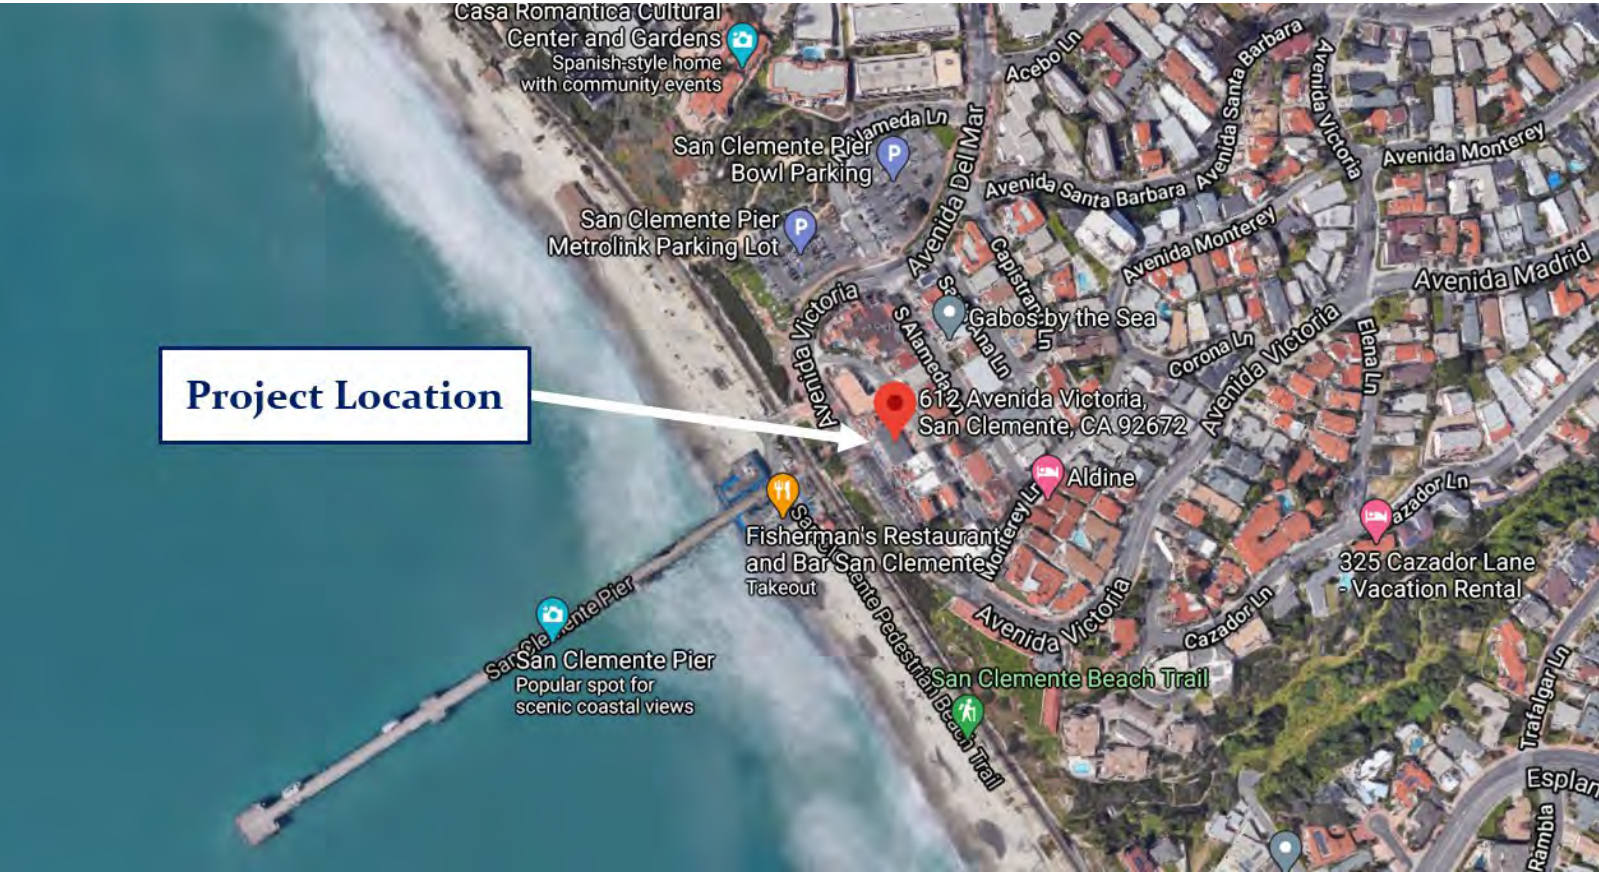 Casa Romantica Cultural
Center and Gardens
Spanish-style home
with community events
Acebo Ln
Avenida Santa Barbara
Avenida Victoria
Alameda Ln
San Clemente Pier
Bowl Parking
P
Avenida Del Mar
Avenida Monterey
Avenida Santa Barbara
San Clemente Pier
Metrolink Parking Lot
P
Avenida Monterey
Avenida Madrid
Capistrano Ln
Avenida Victoria
S Alameda Ln
Ana Ln
Gabos by the Sea
Corona Ln
Avenida Victoria
Elena Ln
Project Location
Avenida Victoria
612 Avenida Victoria,
San Clemente, CA 92672
Aldine
Monterey Ln
azador Ln
Fisherman's Restaurant
and Bar San Clemente
Takeout
325 Cazador Lane
- Vacation Rental
San Clemente Pier
San Clemente Pier
Popular spot for
scenic coastal views
San Clemente Pedestrian Beach Trail
Avenida Victoria
Cazador Ln
San Clemente Beach Trail
Trafalgar Ln
Esplan
Rambla